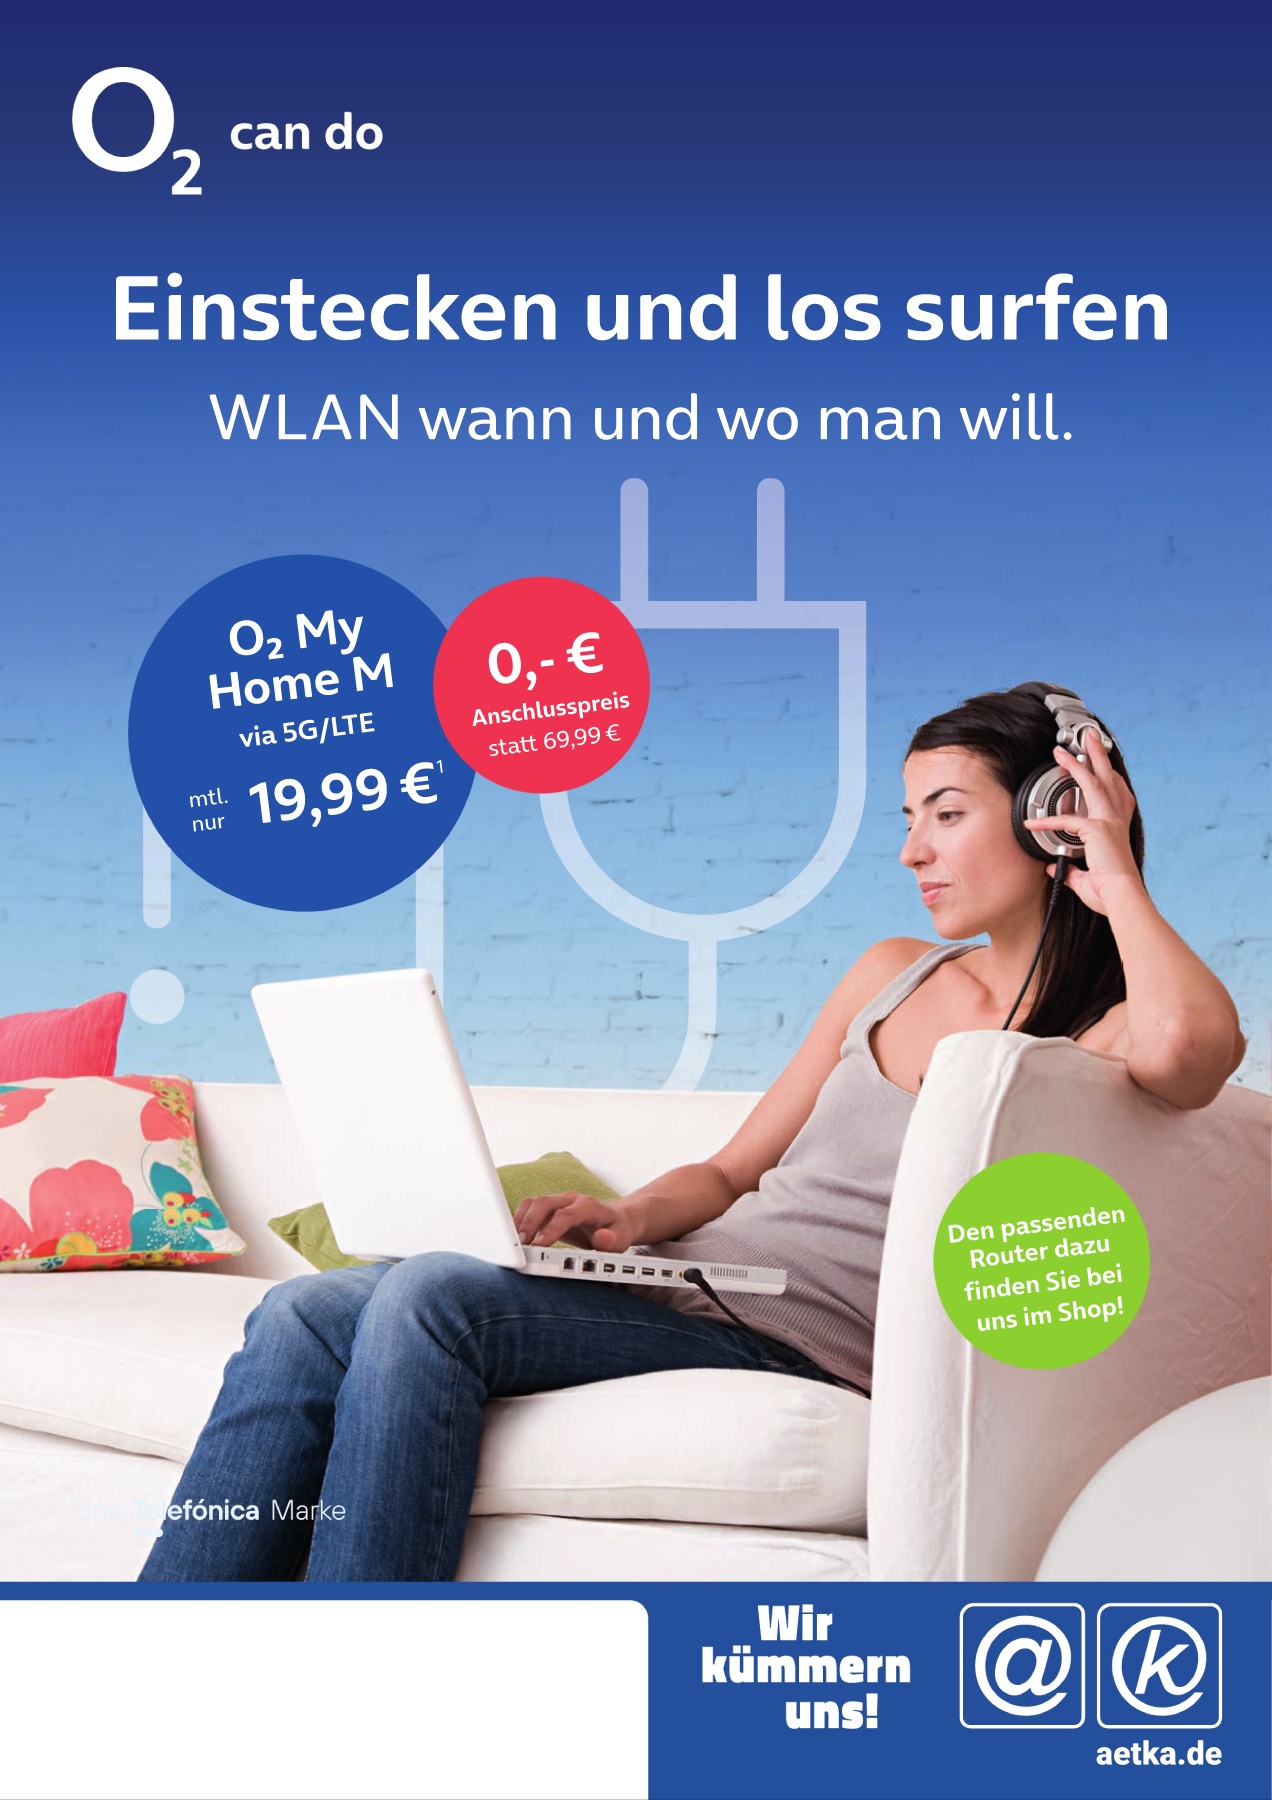 O₂ can do
Einstecken und los surfen
WLAN wann und wo man will.
O₂ My
Home M
via 5G/LTE
mtl.
nur 19,99 €¹
0,- €
Anschlusspreis
statt 69,99 €
Den passenden
Router dazu
finden Sie bei
uns im Shop!
Eine Telefónica Marke
Wir
kümmern
uns!
@ k
aetka.de